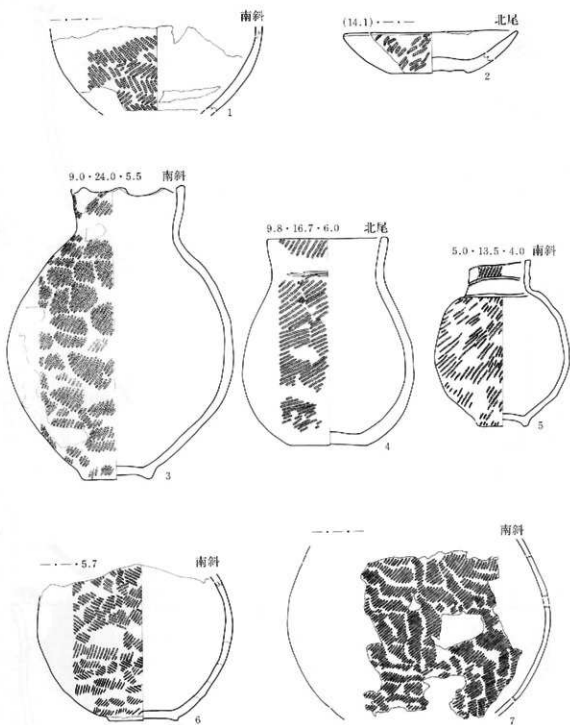 —・—・— 南斜
1
(14.1)・—・— 北尾
2
9.0・24.0・5.5 南斜
3
9.8・16.7・6.0 北尾
4
5.0・13.5・4.0 南斜
5
—・—・5.7 南斜
6
—・—・— 南斜
7